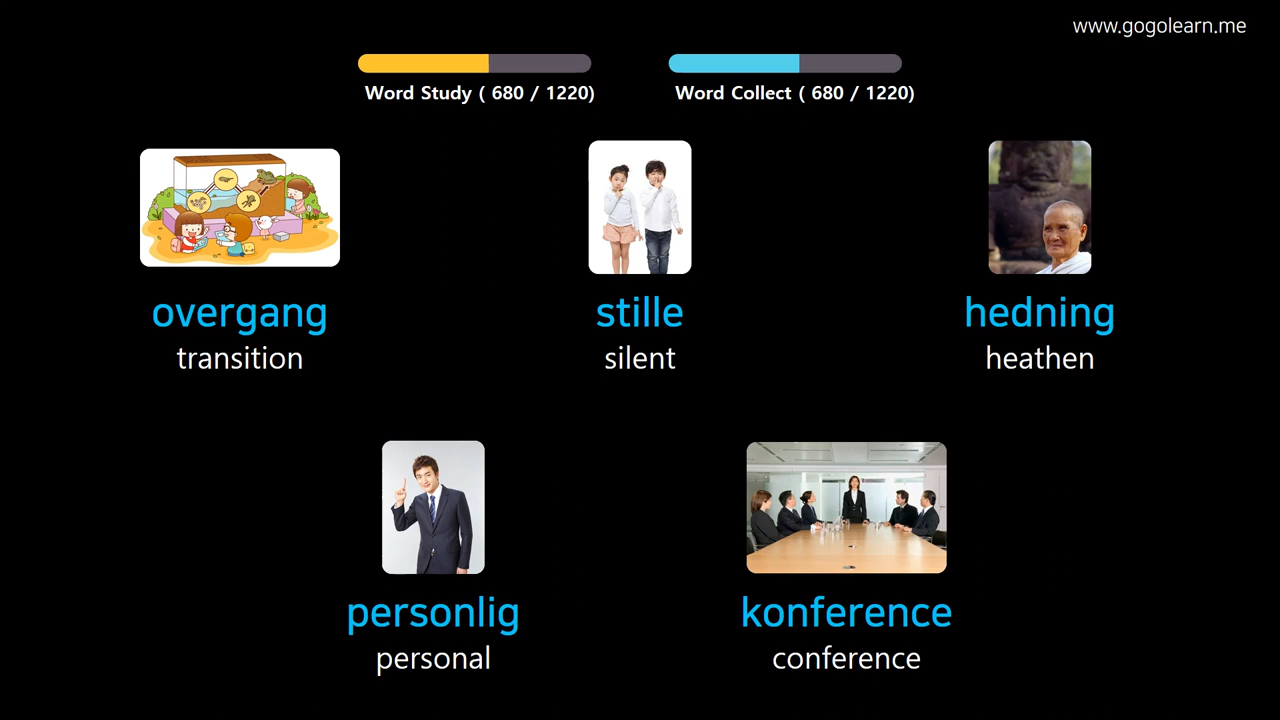 www.gogolearn.me
Word Study ( 680 / 1220)
Word Collect ( 680 / 1220)
overgang
transition
stille
silent
hedning
heathen
personlig
personal
konference
conference